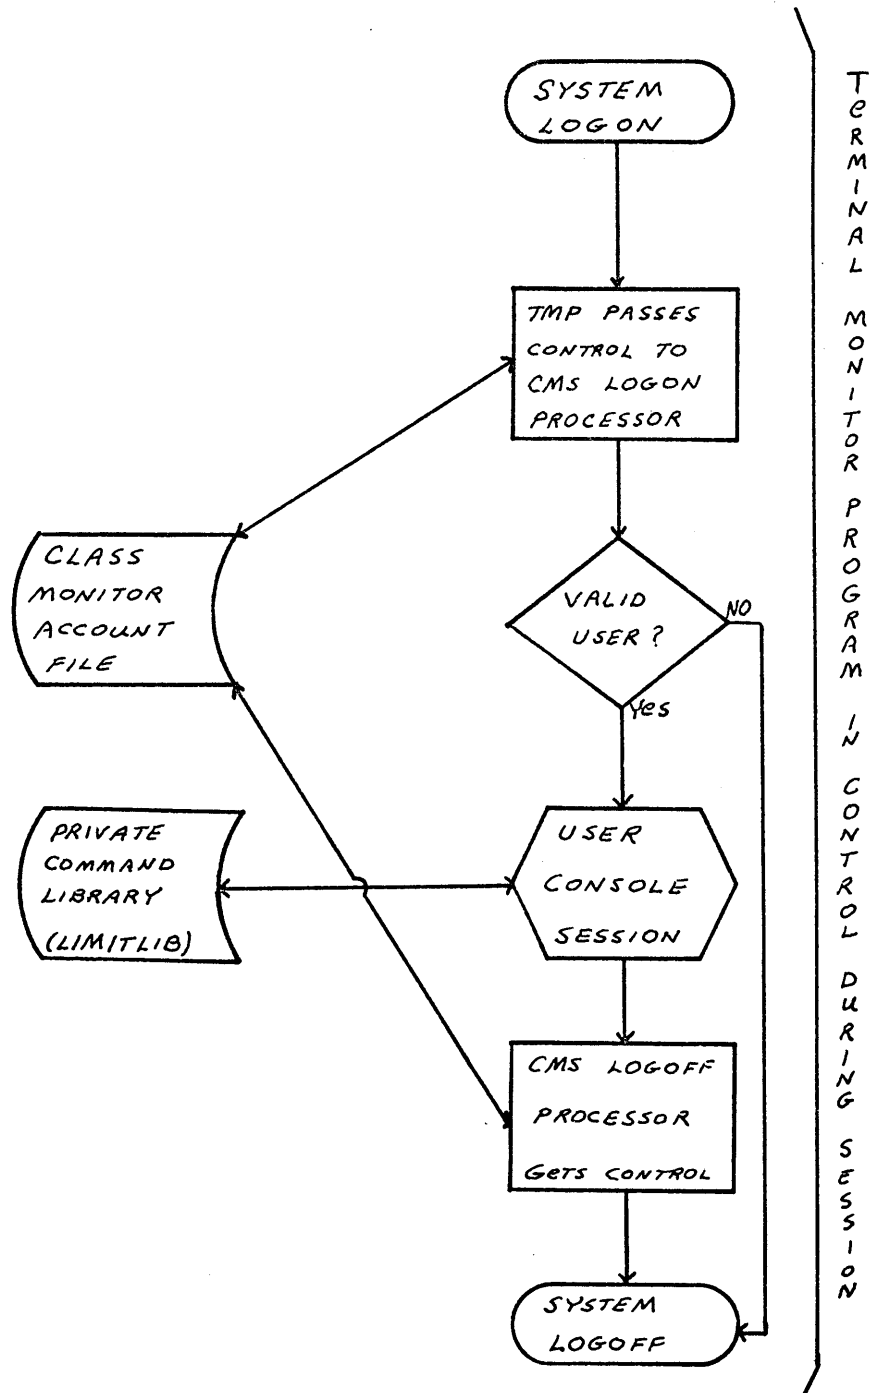 SYSTEM
LOGON
TMP PASSES
CONTROL TO
CMS LOGON
PROCESSOR
CLASS
MONITOR
ACCOUNT
FILE
VALID
USER?
NO
Yes
PRIVATE
COMMAND
LIBRARY
(LIMITLIB)
USER
CONSOLE
SESSION
CMS LOGOFF
PROCESSOR
GeTS CONTROL
SYSTEM
LOGOFF
TeRMINAL MONITOR PROGRAM IN CONTROL DuRING SESSION